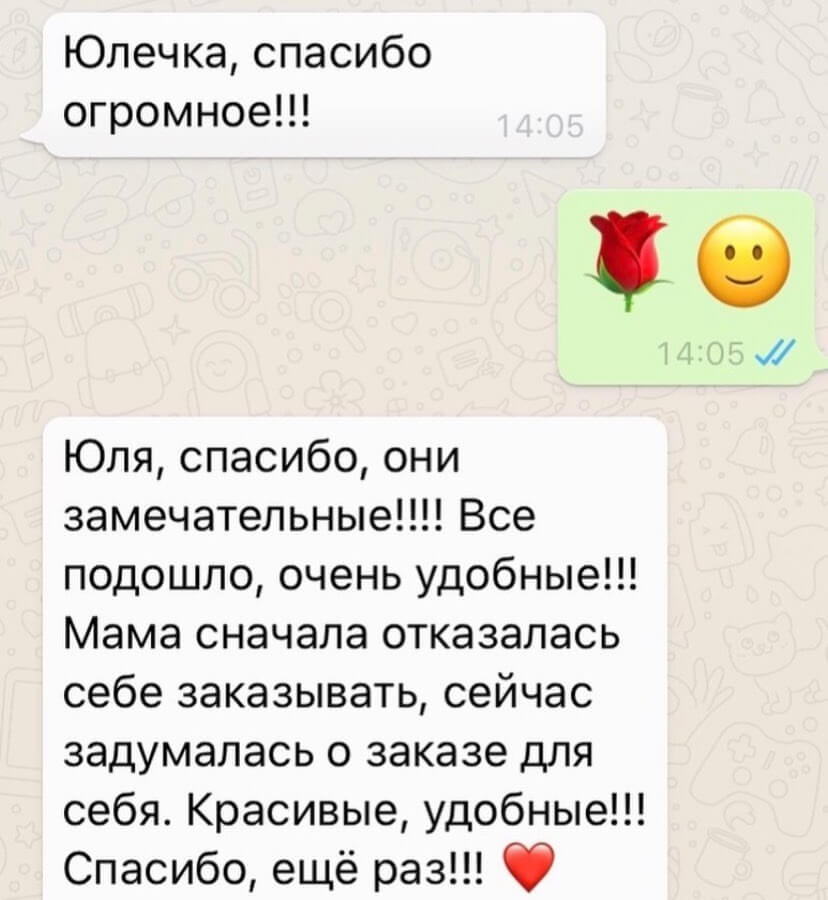 Юлечка, спасибо
огромное!!!
14:05
🌹 🙂
14:05
Юля, спасибо, они
замечательные!!!! Все
подошло, очень удобные!!!
Мама сначала отказалась
себе заказывать, сейчас
задумалась о заказе для
себя. Красивые, удобные!!!
Спасибо, ещё раз!!! ❤️